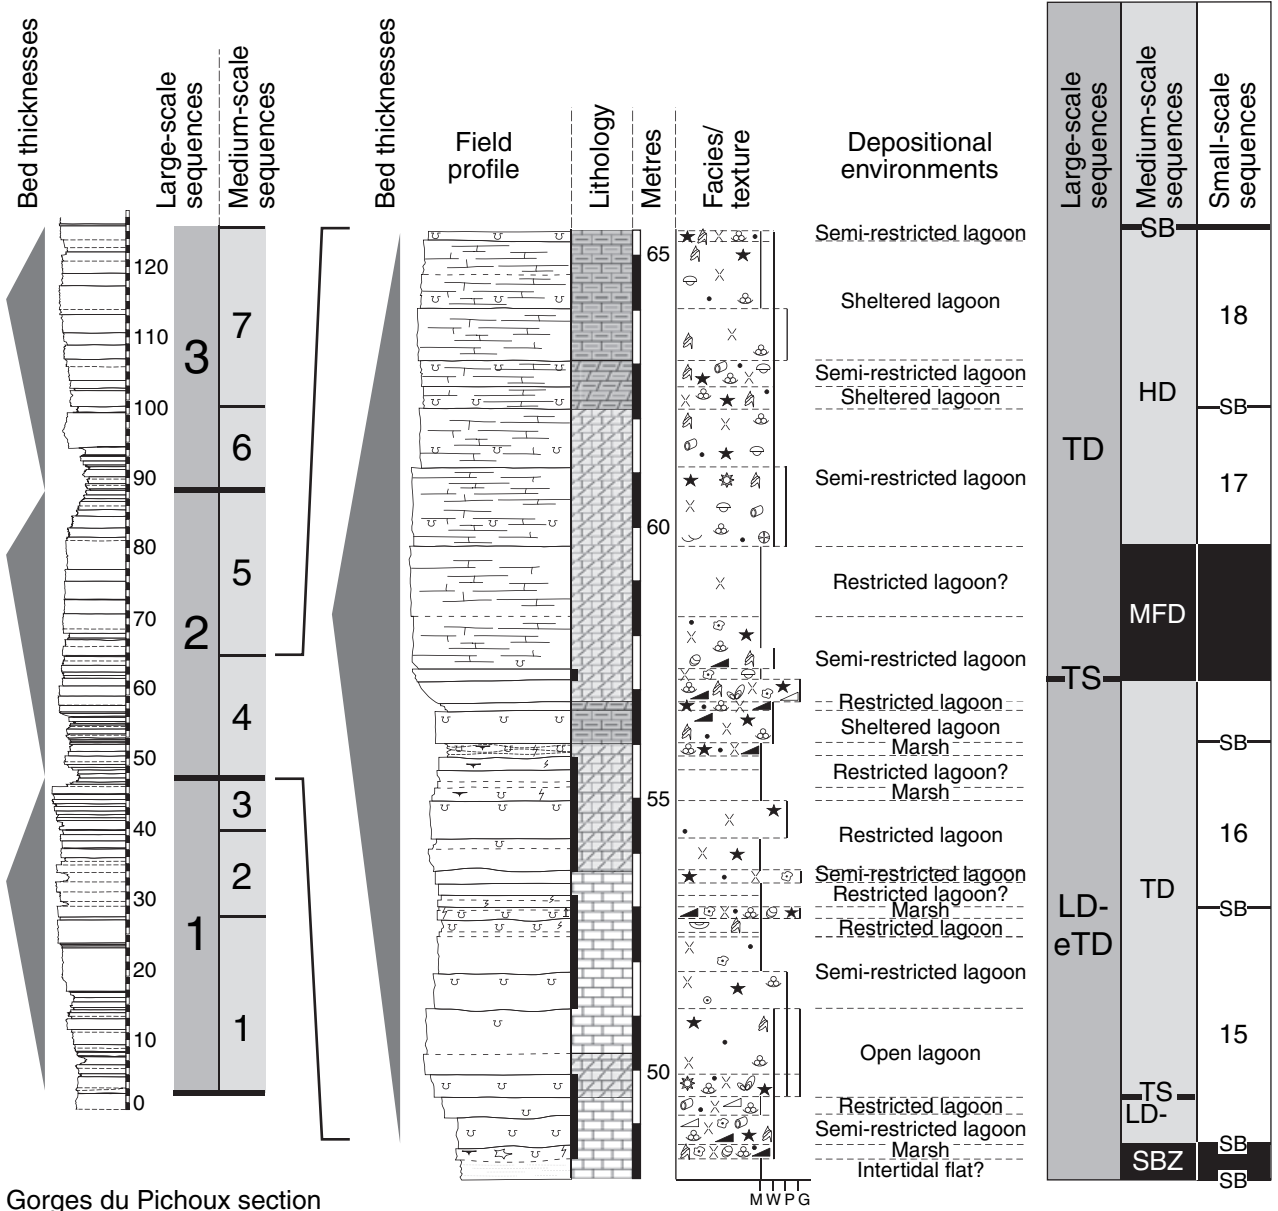 Bed thicknesses
Large-scale
sequences
Medium-scale
sequences
Bed thicknesses
Field
profile
Lithology
Metres
Facies/
texture
Depositional
environments
Large-scale
sequences
Medium-scale
sequences
Small-scale
sequences
120
110
100
90
80
70
60
50
40
30
20
10
0
3
2
1
7
6
5
4
3
2
1
65
60
55
50
M W P G
Semi-restricted lagoon
Sheltered lagoon
Semi-restricted lagoon
Sheltered lagoon
Semi-restricted lagoon
Restricted lagoon?
Semi-restricted lagoon
Restricted lagoon
Sheltered lagoon
Marsh
Restricted lagoon?
Marsh
Restricted lagoon
Semi-restricted lagoon
Restricted lagoon?
Marsh
Restricted lagoon
Semi-restricted lagoon
Open lagoon
Restricted lagoon
Semi-restricted lagoon
Marsh
Intertidal flat?
TD
TS
LD-
eTD
SB
HD
MFD
TD
TS
LD-
SBZ
18
SB
17
SB
16
SB
15
SB
SB
Gorges du Pichoux section